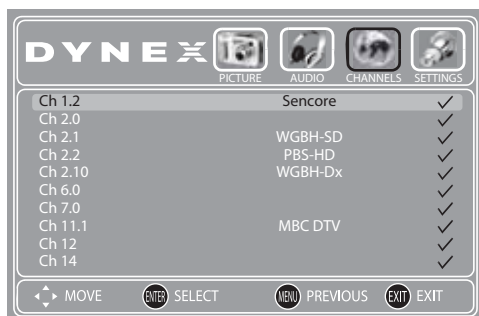 DYNEX
PICTURE AUDIO CHANNELS SETTINGS
Ch 1.2 Sencore ✓
Ch 2.0 ✓
Ch 2.1 WGBH-SD ✓
Ch 2.2 PBS-HD ✓
Ch 2.10 WGBH-Dx ✓
Ch 6.0 ✓
Ch 7.0 ✓
Ch 11.1 MBC DTV ✓
Ch 12 ✓
Ch 14 ✓
MOVE ENTER SELECT MENU PREVIOUS EXIT EXIT